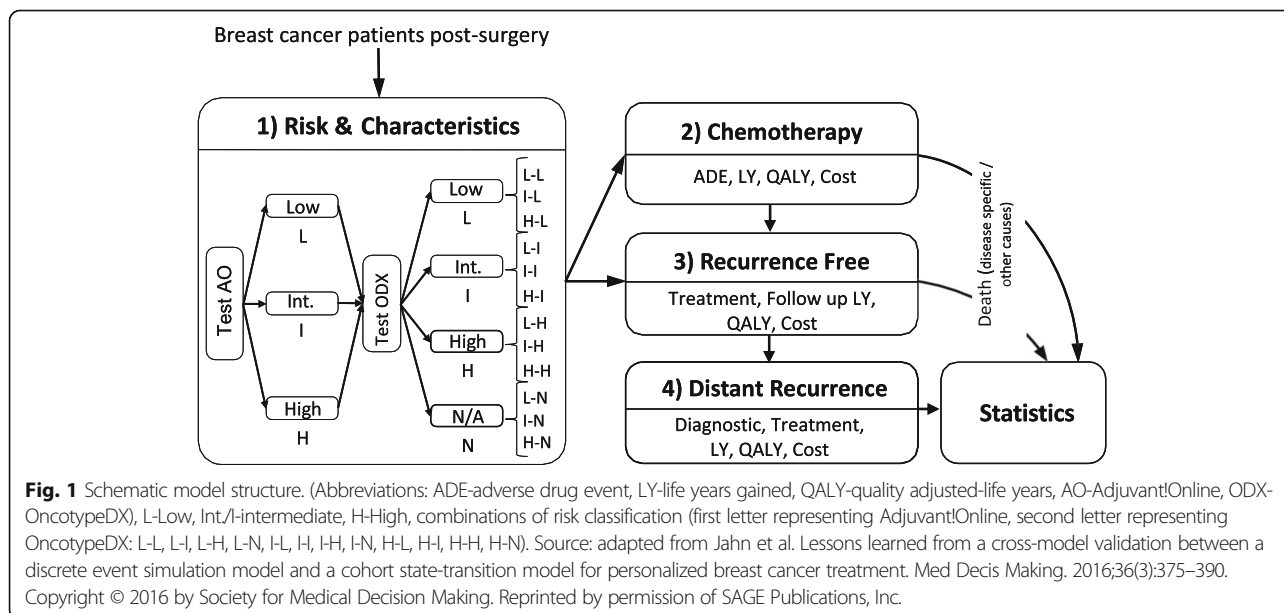 Breast cancer patients post-surgery
1) Risk & Characteristics
Test AO
Low
L
Int.
I
High
H
Test ODX
Low
L
Int.
I
High
H
N/A
N
L-L
I-L
H-L
L-I
I-I
H-I
L-H
I-H
H-H
L-N
I-N
H-N
2) Chemotherapy
ADE, LY, QALY, Cost
3) Recurrence Free
Treatment, Follow up LY,
QALY, Cost
4) Distant Recurrence
Diagnostic, Treatment,
LY, QALY, Cost
Death (disease specific /
other causes)
Statistics
Fig. 1 Schematic model structure. (Abbreviations: ADE-adverse drug event, LY-life years gained, QALY-quality adjusted-life years, AO-Adjuvant!Online, ODX-
OncotypeDX), L-Low, Int./I-intermediate, H-High, combinations of risk classification (first letter representing Adjuvant!Online, second letter representing
OncotypeDX: L-L, L-I, L-H, L-N, I-L, I-I, I-H, I-N, H-L, H-I, H-H, H-N). Source: adapted from Jahn et al. Lessons learned from a cross-model validation between a
discrete event simulation model and a cohort state-transition model for personalized breast cancer treatment. Med Decis Making. 2016;36(3):375–390.
Copyright © 2016 by Society for Medical Decision Making. Reprinted by permission of SAGE Publications, Inc.